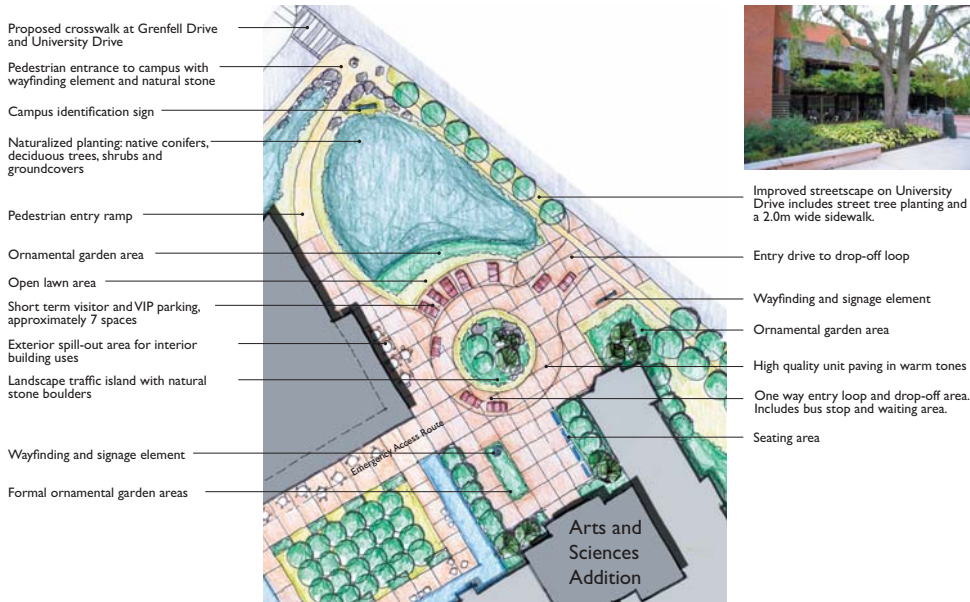 Proposed crosswalk at Grenfell Drive
and University Drive
Pedestrian entrance to campus with
wayfinding element and natural stone
Campus identification sign
Naturalized planting: native conifers,
deciduous trees, shrubs and
groundcovers
Pedestrian entry ramp
Ornamental garden area
Open lawn area
Short term visitor and VIP parking,
approximately 7 spaces
Exterior spill-out area for interior
building uses
Landscape traffic island with natural
stone boulders
Wayfinding and signage element
Formal ornamental garden areas
Emergency Access Route
Arts and
Sciences
Addition
Improved streetscape on University
Drive includes street tree planting and
a 2.0m wide sidewalk.
Entry drive to drop-off loop
Wayfinding and signage element
Ornamental garden area
High quality unit paving in warm tones
One way entry loop and drop-off area.
Includes bus stop and waiting area.
Seating area